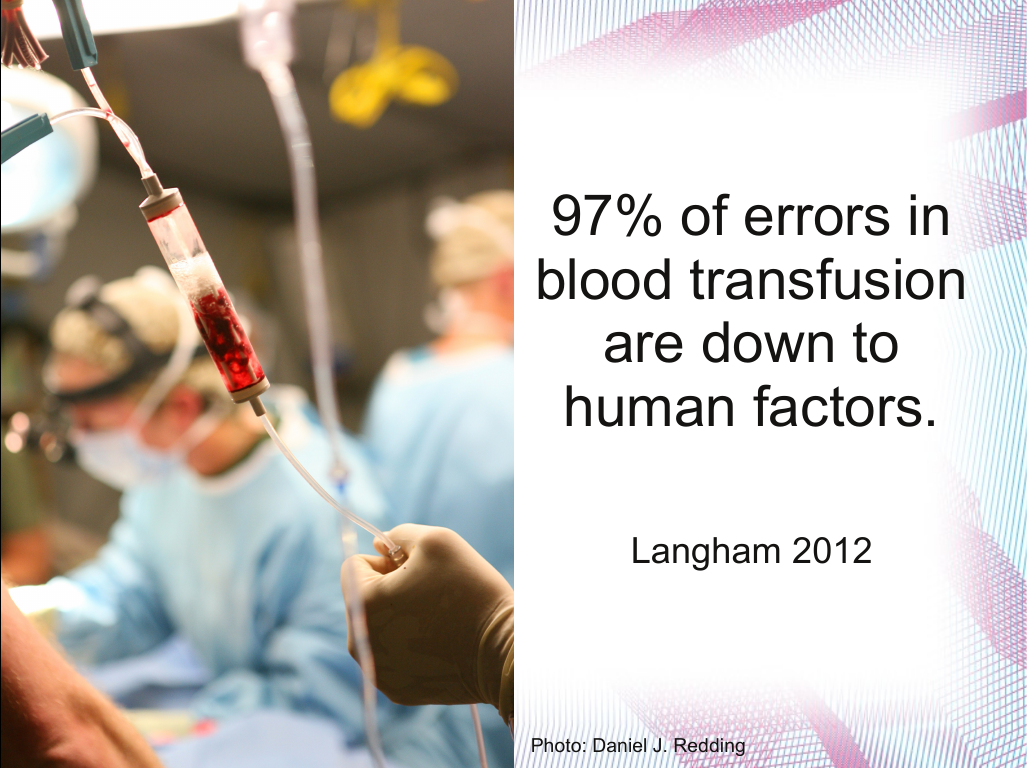 97% of errors in
blood transfusion
are down to
human factors.
Langham 2012
Photo: Daniel J. Redding